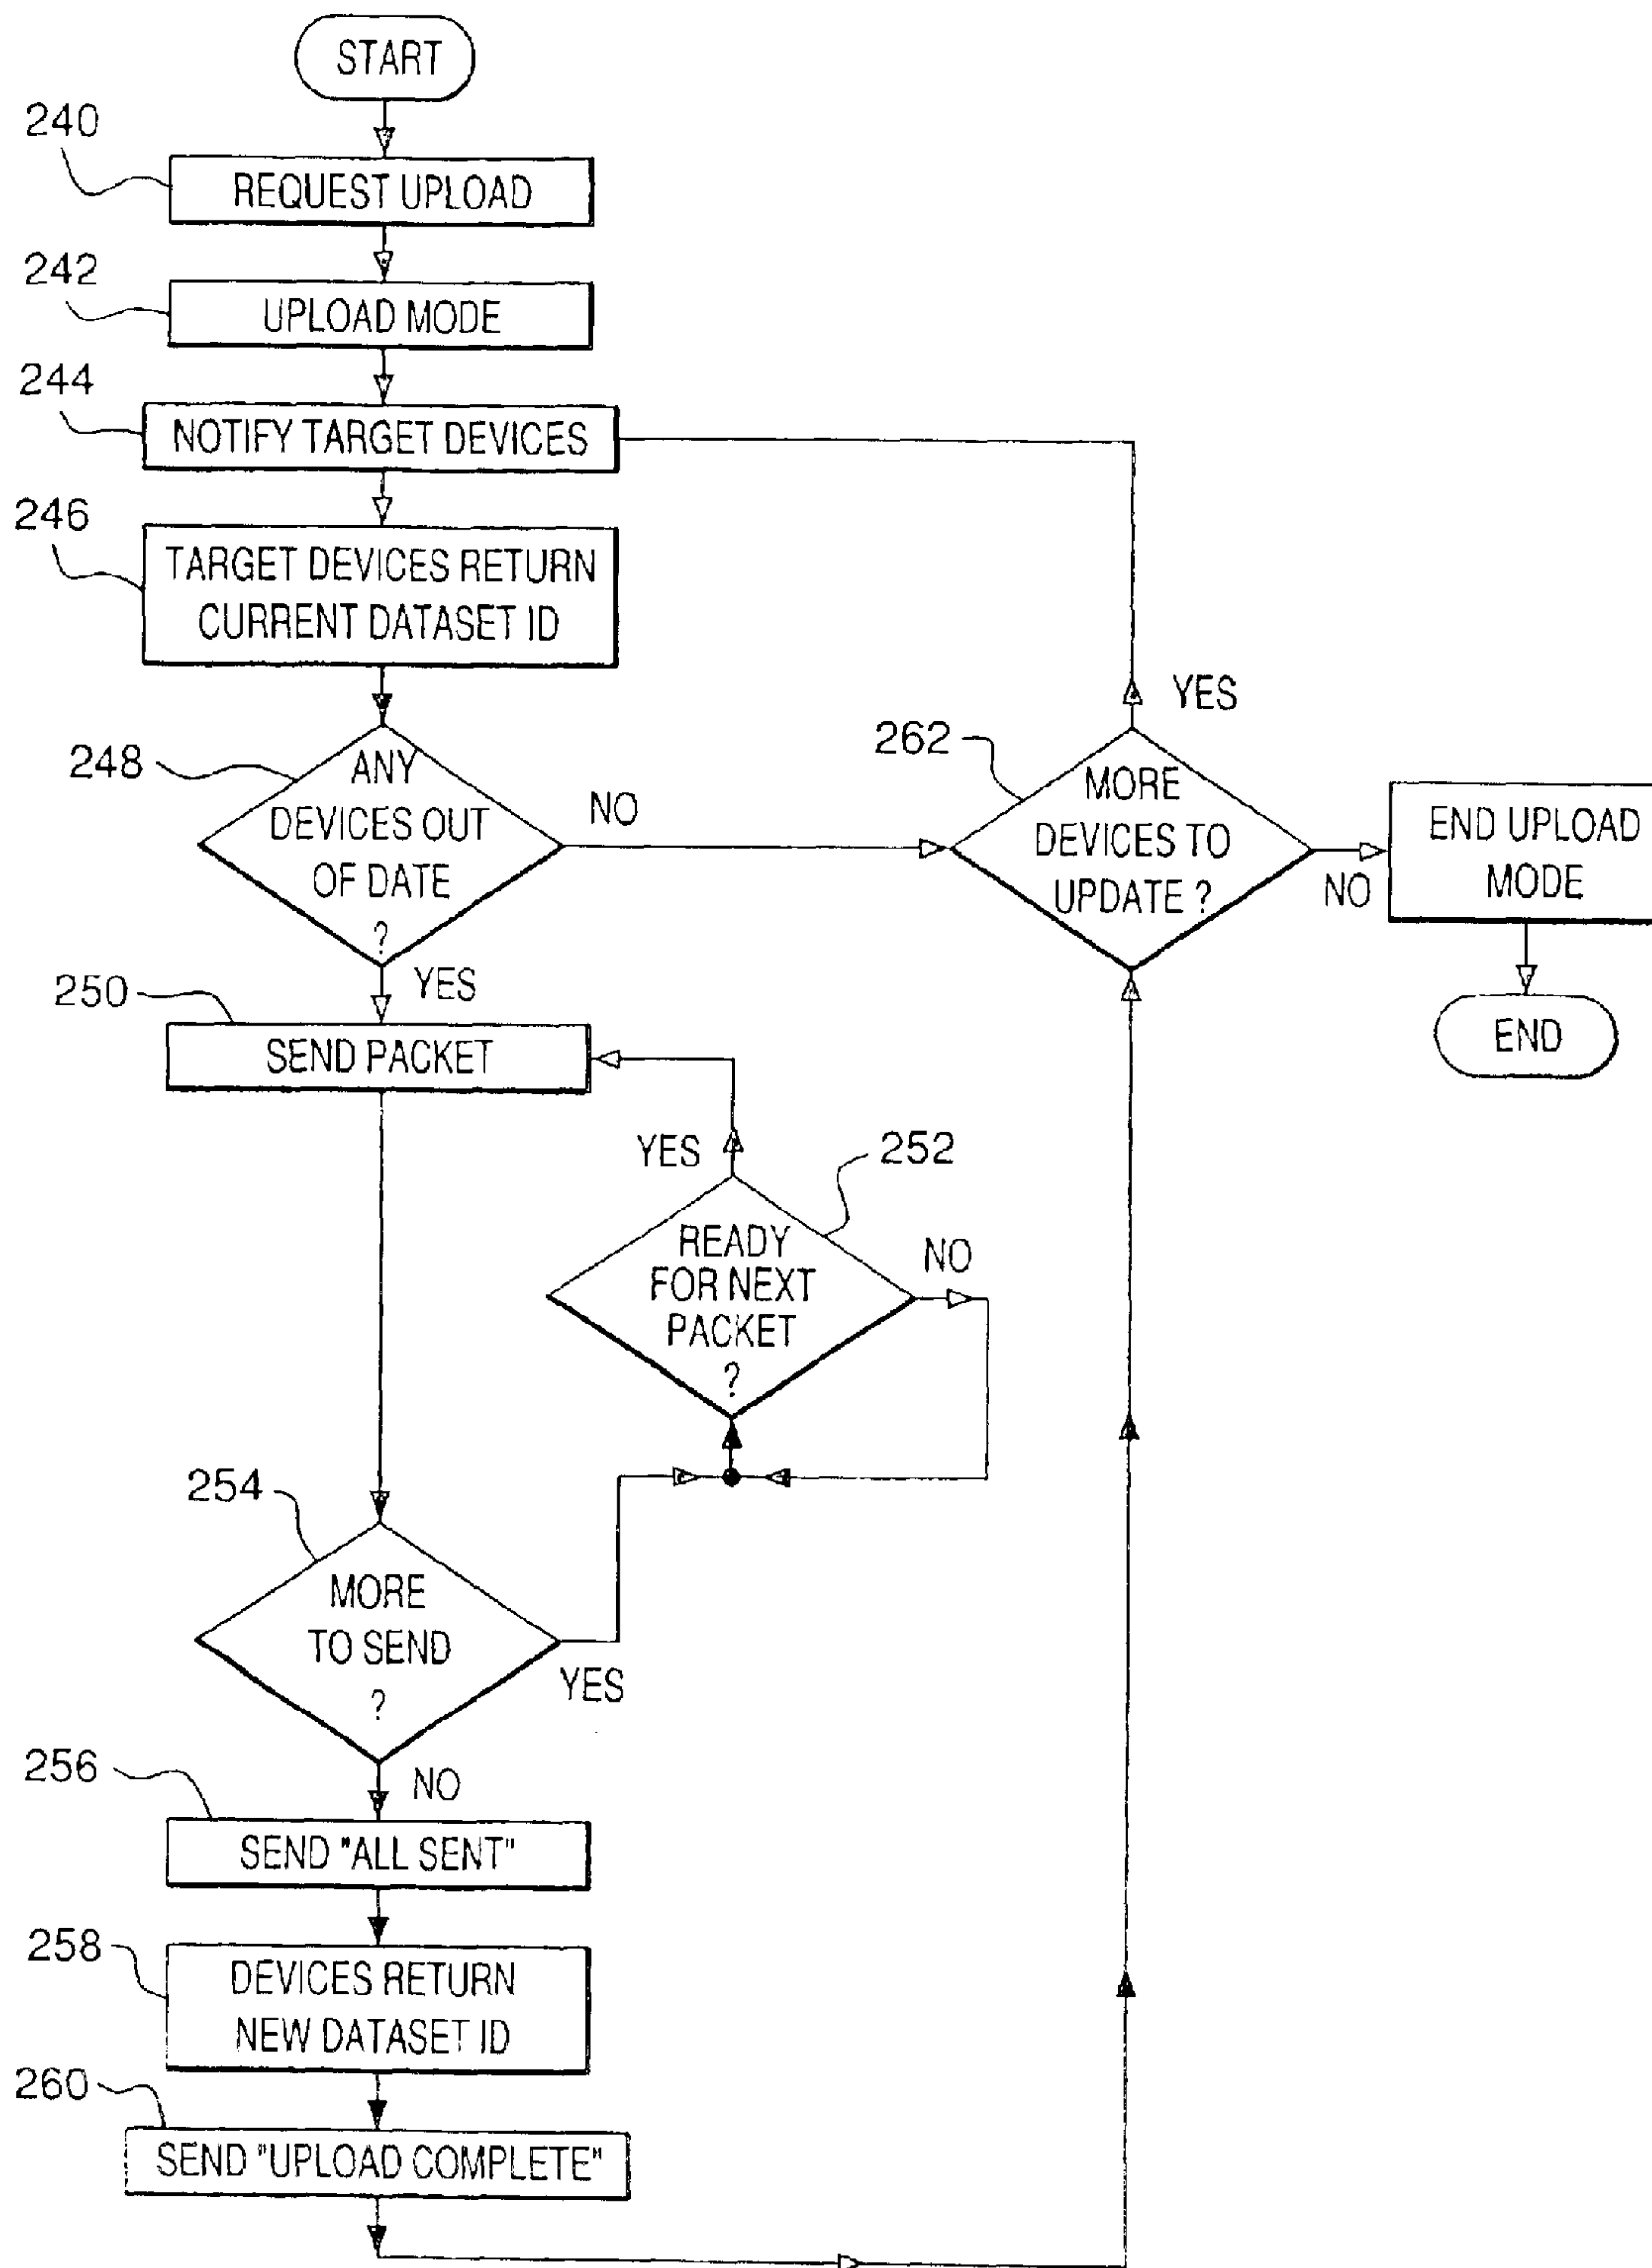 START
240
REQUEST UPLOAD
242
UPLOAD MODE
244
NOTIFY TARGET DEVICES
246
TARGET DEVICES RETURN
CURRENT DATASET ID
248
ANY
DEVICES OUT
OF DATE
?
NO
YES
262
MORE
DEVICES TO
UPDATE ?
YES
NO
END UPLOAD
MODE
END
250
SEND PACKET
YES
252
READY
FOR NEXT
PACKET
?
NO
254
MORE
TO SEND
?
YES
NO
256
SEND "ALL SENT"
258
DEVICES RETURN
NEW DATASET ID
260
SEND "UPLOAD COMPLETE"